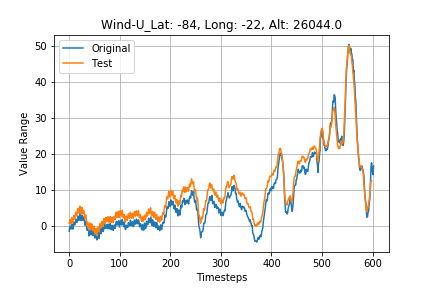 Wind-U_Lat: -84, Long: -22, Alt: 26044.0
Original
Test
Value Range
50
40
30
20
10
0
0 100 200 300 400 500 600
Timesteps